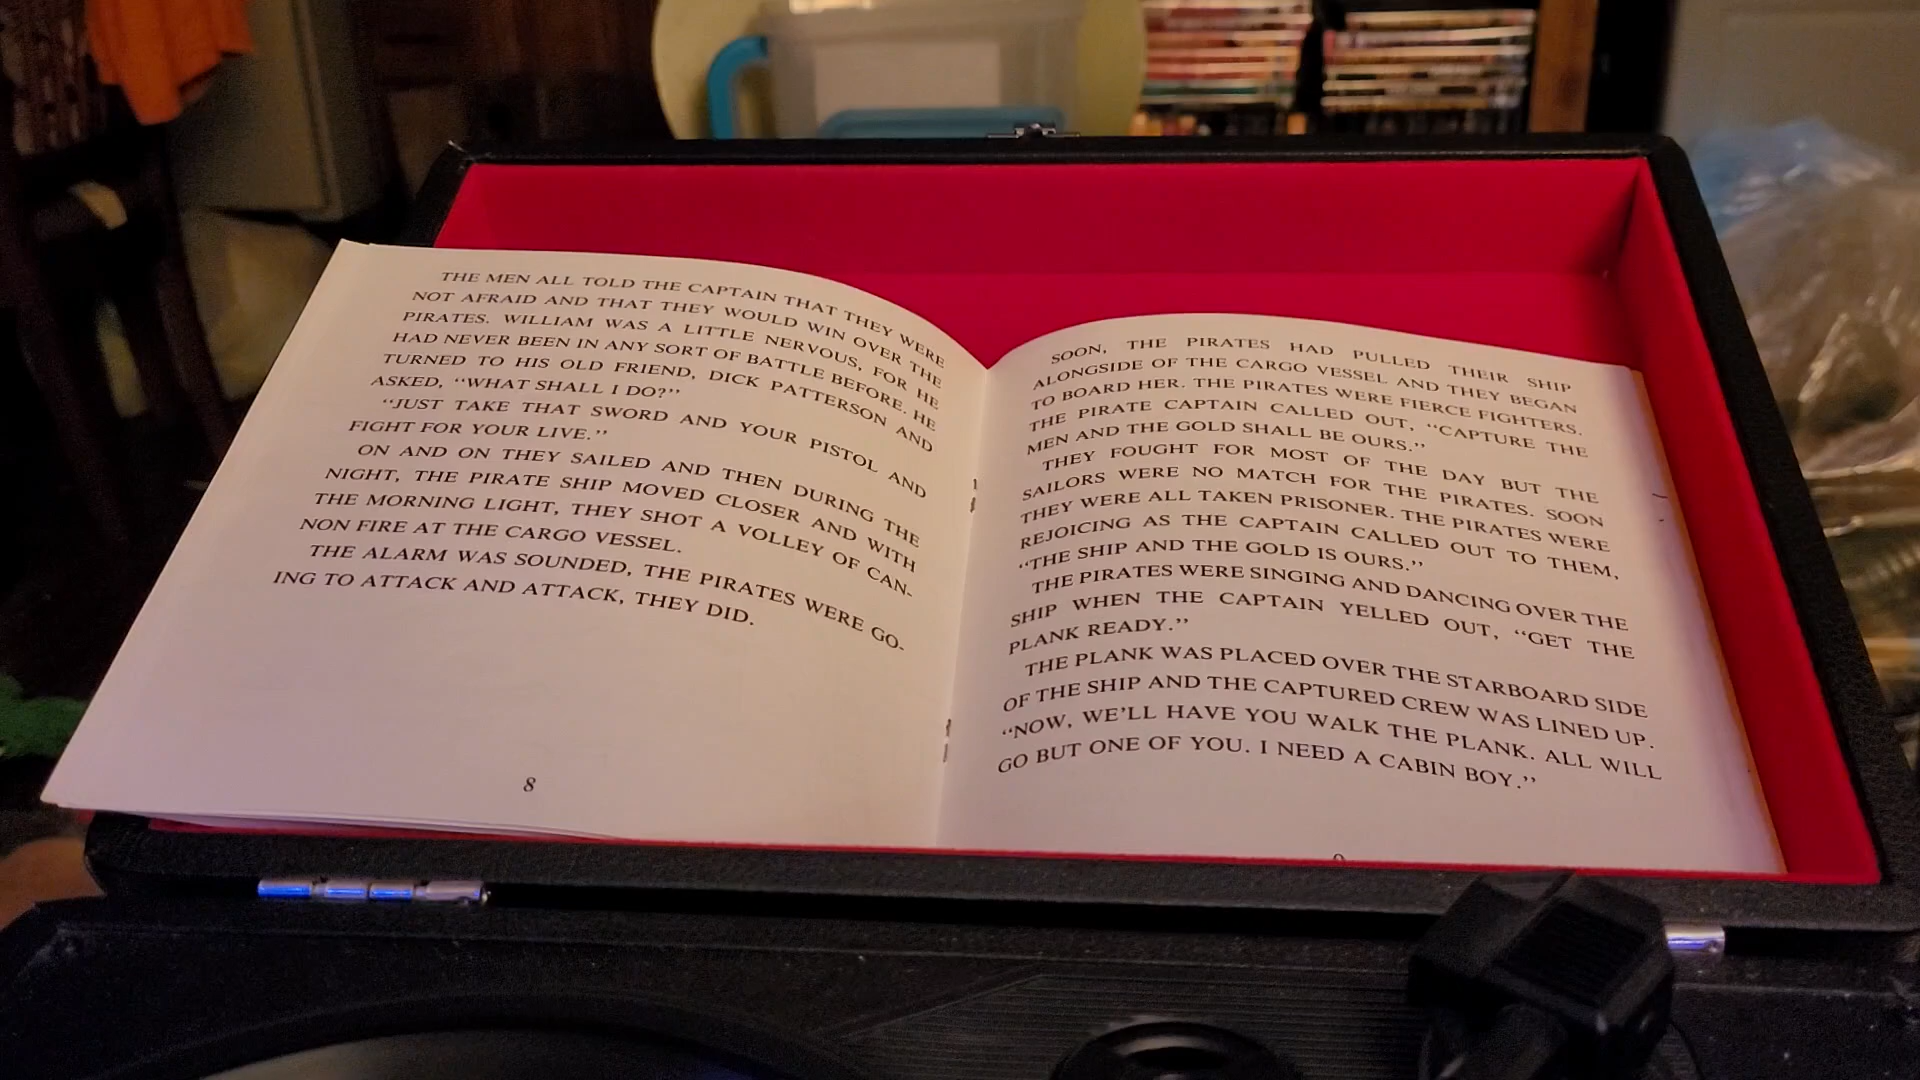 THE MEN ALL TOLD THE CAPTAIN THAT THEY WERE
NOT AFRAID AND THAT THEY WOULD WIN OVER THE
PIRATES. WILLIAM WAS A LITTLE NERVOUS, FOR HE
HAD NEVER BEEN IN ANY SORT OF BATTLE BEFORE. HE
TURNED TO HIS OLD FRIEND, DICK PATTERSON AND
ASKED, "WHAT SHALL I DO?"
"JUST TAKE THAT SWORD AND YOUR PISTOL AND
FIGHT FOR YOUR LIVE."
ON AND ON THEY SAILED AND THEN DURING THE
NIGHT, THE PIRATE SHIP MOVED CLOSER AND WITH
THE MORNING LIGHT, THEY SHOT A VOLLEY OF CAN-
NON FIRE AT THE CARGO VESSEL.
THE ALARM WAS SOUNDED, THE PIRATES WERE GO-
ING TO ATTACK AND ATTACK, THEY DID.
8
SOON, THE PIRATES HAD PULLED THEIR SHIP
ALONGSIDE OF THE CARGO VESSEL AND THEY BEGAN
TO BOARD HER. THE PIRATES WERE FIERCE FIGHTERS.
THE PIRATE CAPTAIN CALLED OUT, "CAPTURE THE
MEN AND THE GOLD SHALL BE OURS."
THEY FOUGHT FOR MOST OF THE DAY BUT THE
SAILORS WERE NO MATCH FOR THE PIRATES. SOON
THEY WERE ALL TAKEN PRISONER. THE PIRATES WERE
REJOICING AS THE CAPTAIN CALLED OUT TO THEM,
"THE SHIP AND THE GOLD IS OURS."
THE PIRATES WERE SINGING AND DANCING OVER THE
SHIP WHEN THE CAPTAIN YELLED OUT, "GET THE
PLANK READY."
THE PLANK WAS PLACED OVER THE STARBOARD SIDE
OF THE SHIP AND THE CAPTURED CREW WAS LINED UP.
"NOW, WE'LL HAVE YOU WALK THE PLANK. ALL WILL
GO BUT ONE OF YOU. I NEED A CABIN BOY."